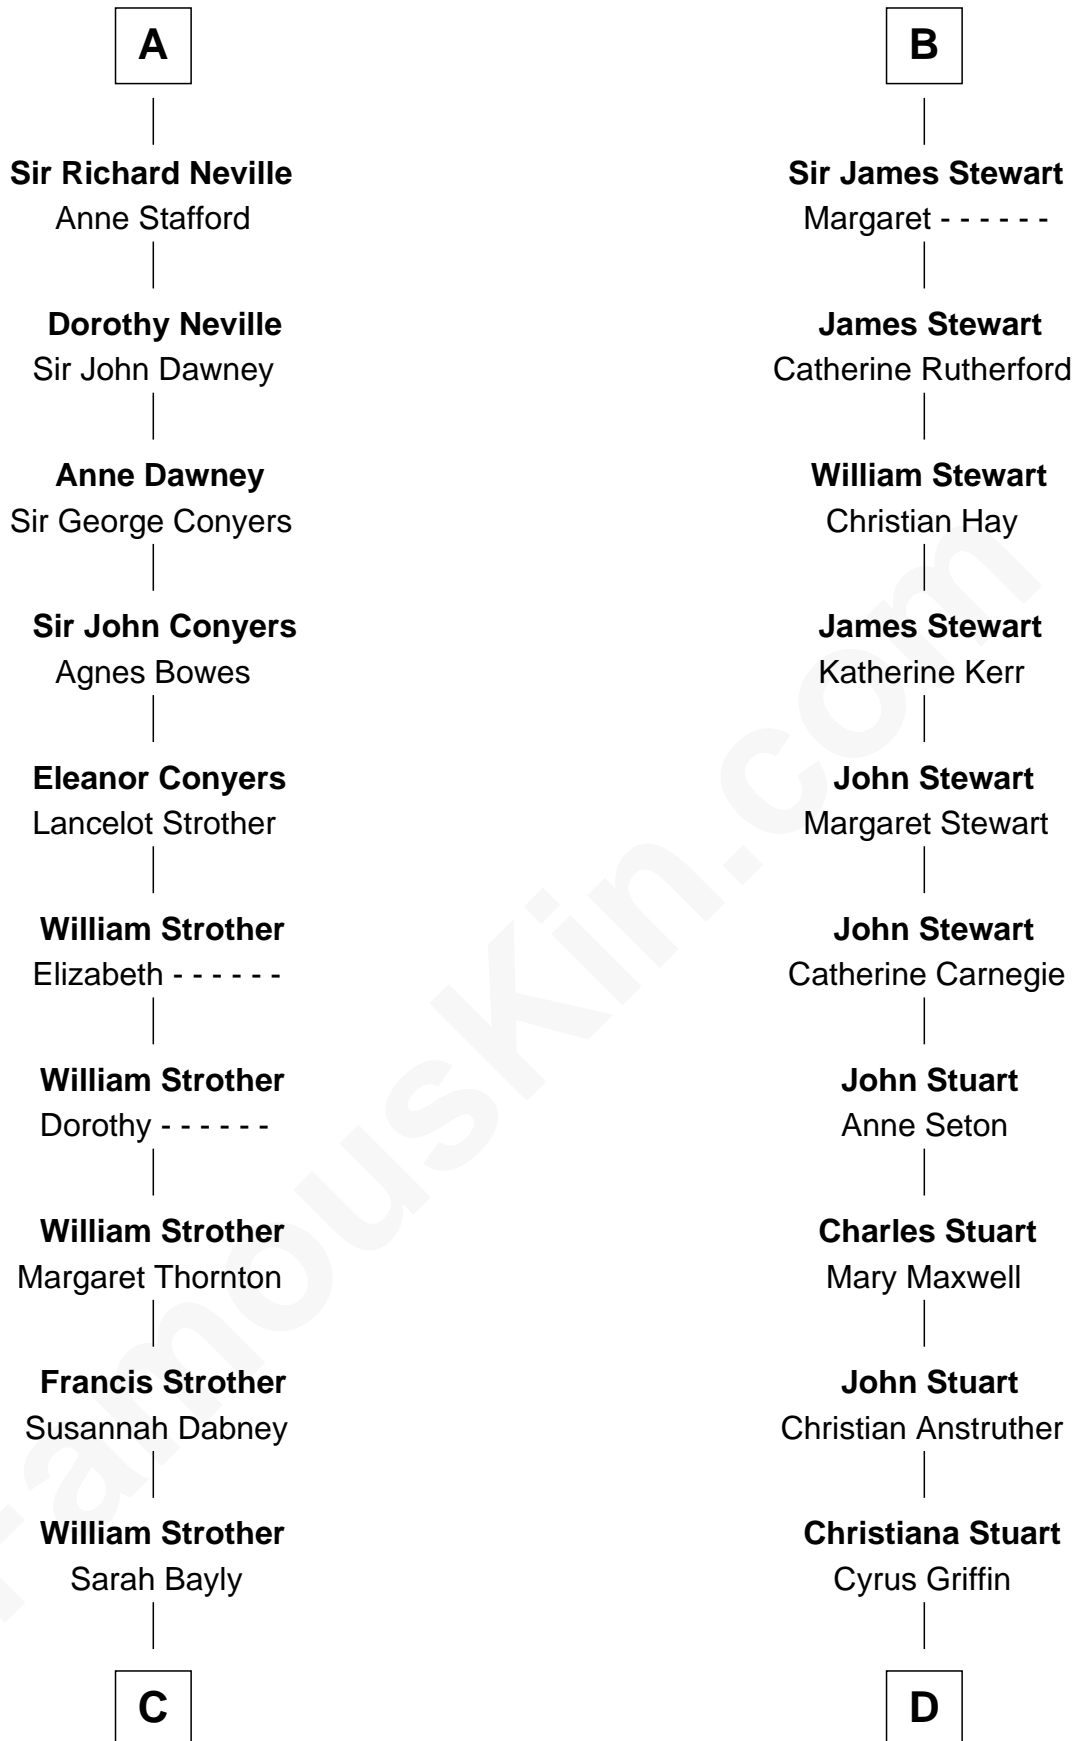 A
Sir Richard Neville
Anne Stafford
Dorothy Neville
Sir John Dawney
Anne Dawney
Sir George Conyers
Sir John Conyers
Agnes Bowes
Eleanor Conyers
Lancelot Strother
William Strother
Elizabeth - - - - - -
William Strother
Dorothy - - - - - -
William Strother
Margaret Thornton
Francis Strother
Susannah Dabney
William Strother
Sarah Bayly
C
B
Sir James Stewart
Margaret - - - - - -
James Stewart
Catherine Rutherford
William Stewart
Christian Hay
James Stewart
Katherine Kerr
John Stewart
Margaret Stewart
John Stewart
Catherine Carnegie
John Stuart
Anne Seton
Charles Stuart
Mary Maxwell
John Stuart
Christian Anstruther
Christiana Stuart
Cyrus Griffin
D
FamousKin.com